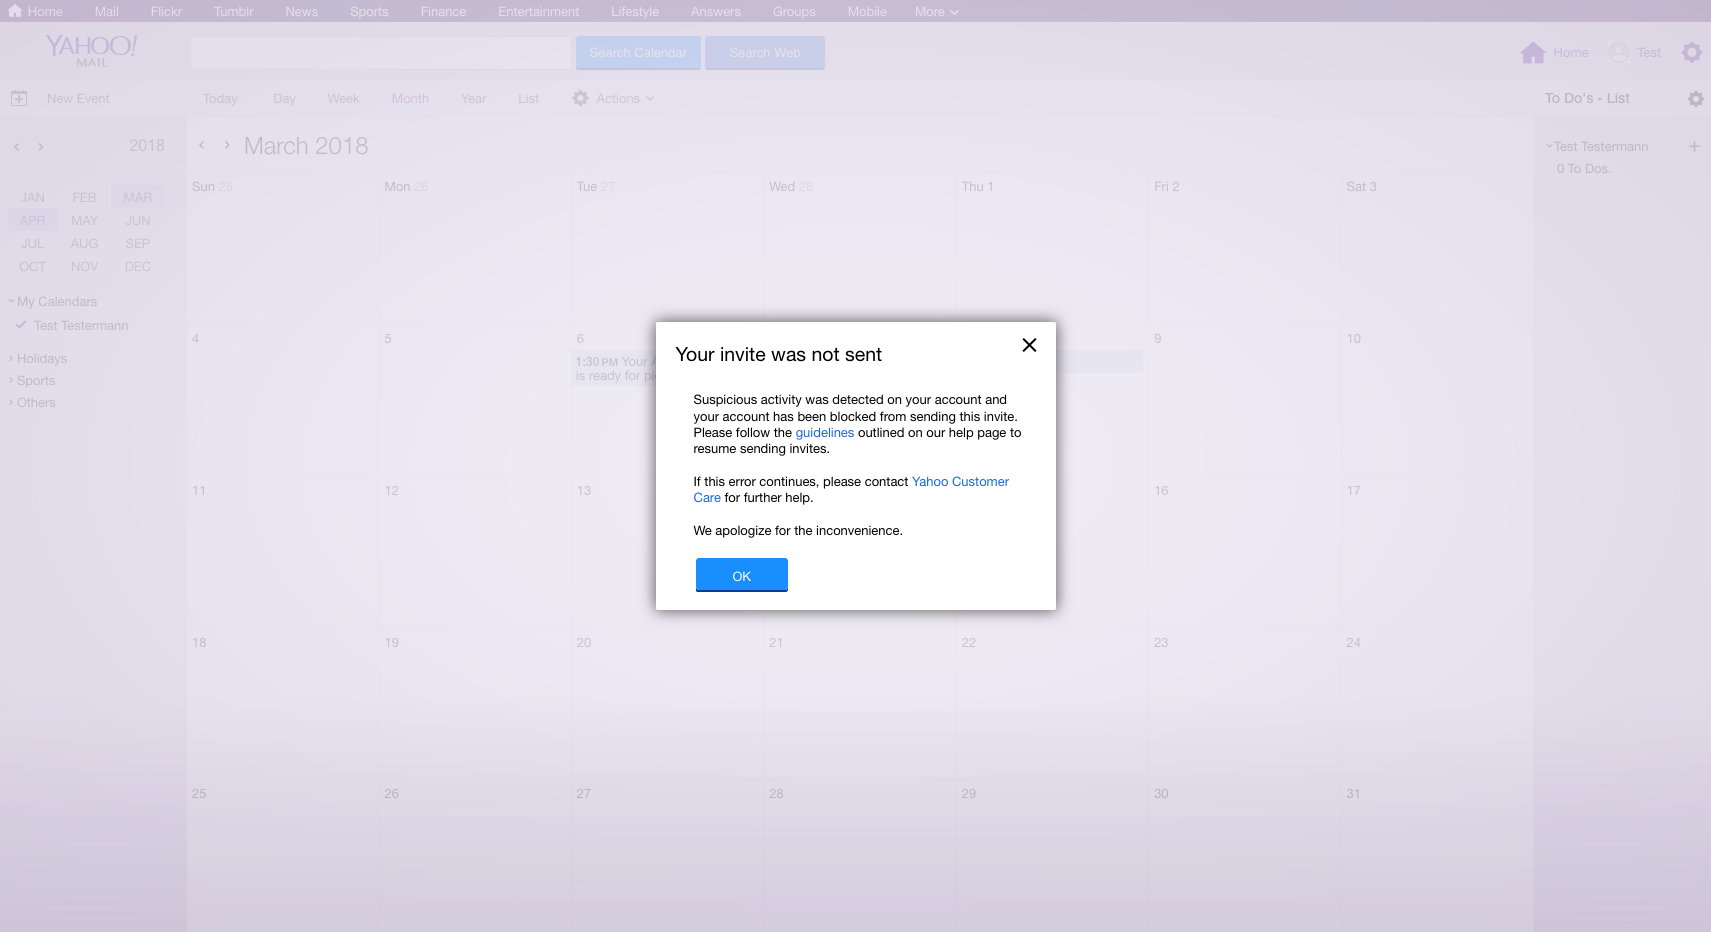 Home Mail Flickr Tumblr News Sports Finance Entertainment Lifestyle Answers Groups Mobile More
YAHOO!
MAIL
Search Calendar Search Web
Home Test
New Event Today Day Week Month Year List Actions
To Do's - List
2018
March 2018
Test Testermann
0 To Dos.
JAN FEB MAR
APR MAY JUN
JUL AUG SEP
OCT NOV DEC
My Calendars
Test Testermann
Holidays
Sports
Others
Sun 25 Mon 26 Tue 27 Wed 28 Thu 1 Fri 2 Sat 3
4 5 6 9 10
1:30 PM Your
is ready for
11 12 13 16 17
18 19 20 21 22 23 24
25 26 27 28 29 30 31
Your invite was not sent
Suspicious activity was detected on your account and
your account has been blocked from sending this invite.
Please follow the guidelines outlined on our help page to
resume sending invites.
If this error continues, please contact Yahoo Customer
Care for further help.
We apologize for the inconvenience.
OK